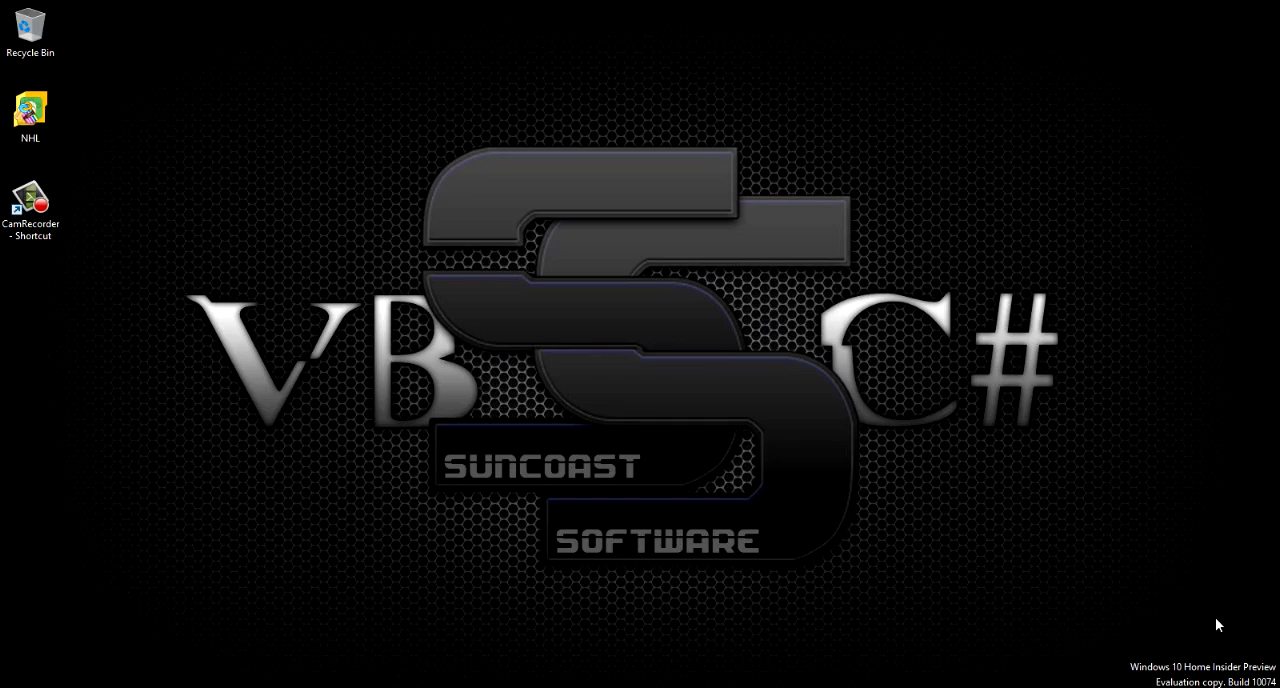 Recycle Bin
NHL
CamRecorder
- Shortcut
VB C#
SUNCOAST
SOFTWARE
Windows 10 Home Insider Preview
Evaluation copy. Build 10074